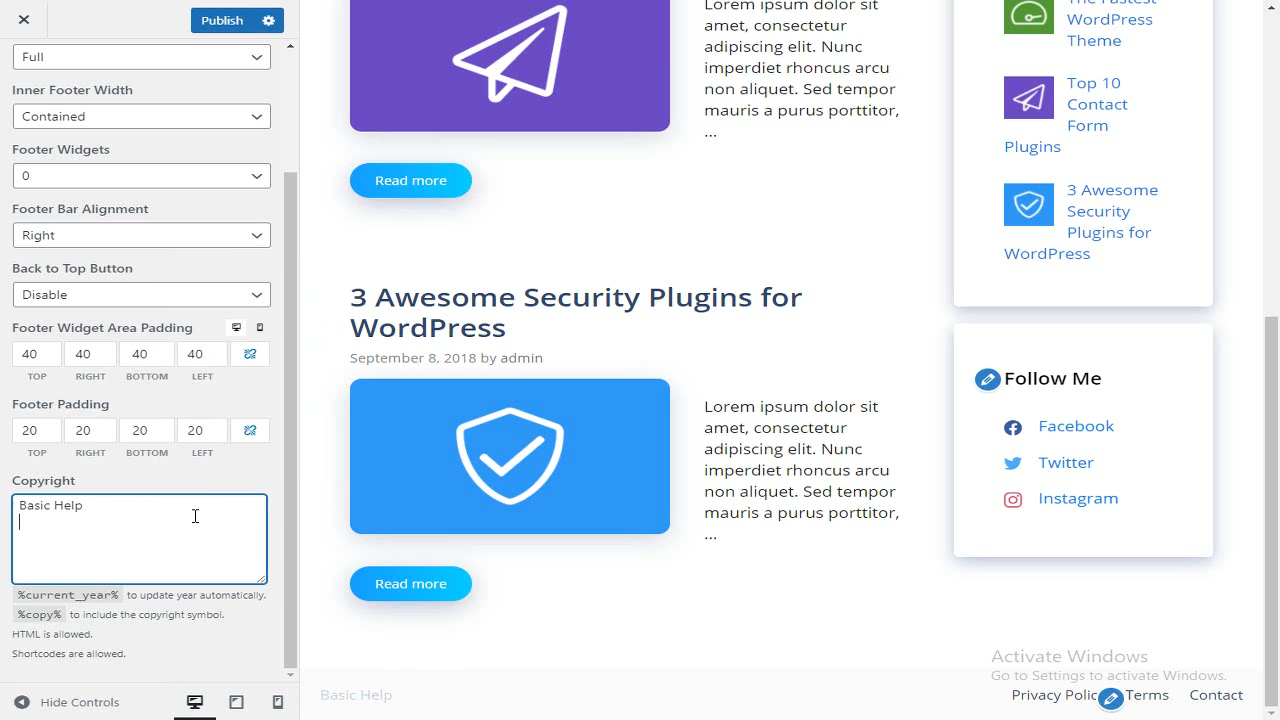 Publish
Full
Inner Footer Width
Contained
Footer Widgets
0
Footer Bar Alignment
Right
Back to Top Button
Disable
Footer Widget Area Padding
40 40 40 40
TOP RIGHT BOTTOM LEFT
Footer Padding
20 20 20 20
TOP RIGHT BOTTOM LEFT
Copyright
Basic Help
%current_year% to update year automatically.
%copy% to include the copyright symbol.
HTML is allowed.
Shortcodes are allowed.
Hide Controls
Lorem ipsum dolor sit
amet, consectetur
adipiscing elit. Nunc
imperdiet rhoncus arcu
non aliquet. Sed tempor
mauris a purus porttitor,
...
Read more
3 Awesome Security Plugins for
WordPress
September 8, 2018 by admin
Lorem ipsum dolor sit
amet, consectetur
adipiscing elit. Nunc
imperdiet rhoncus arcu
non aliquet. Sed tempor
mauris a purus porttitor,
...
Read more
The Fastest
WordPress
Theme
Top 10
Contact
Form
Plugins
3 Awesome
Security
Plugins for
WordPress
Follow Me
Facebook
Twitter
Instagram
Activate Windows
Go to Settings to activate Windows.
Basic Help
Privacy Polic Terms Contact